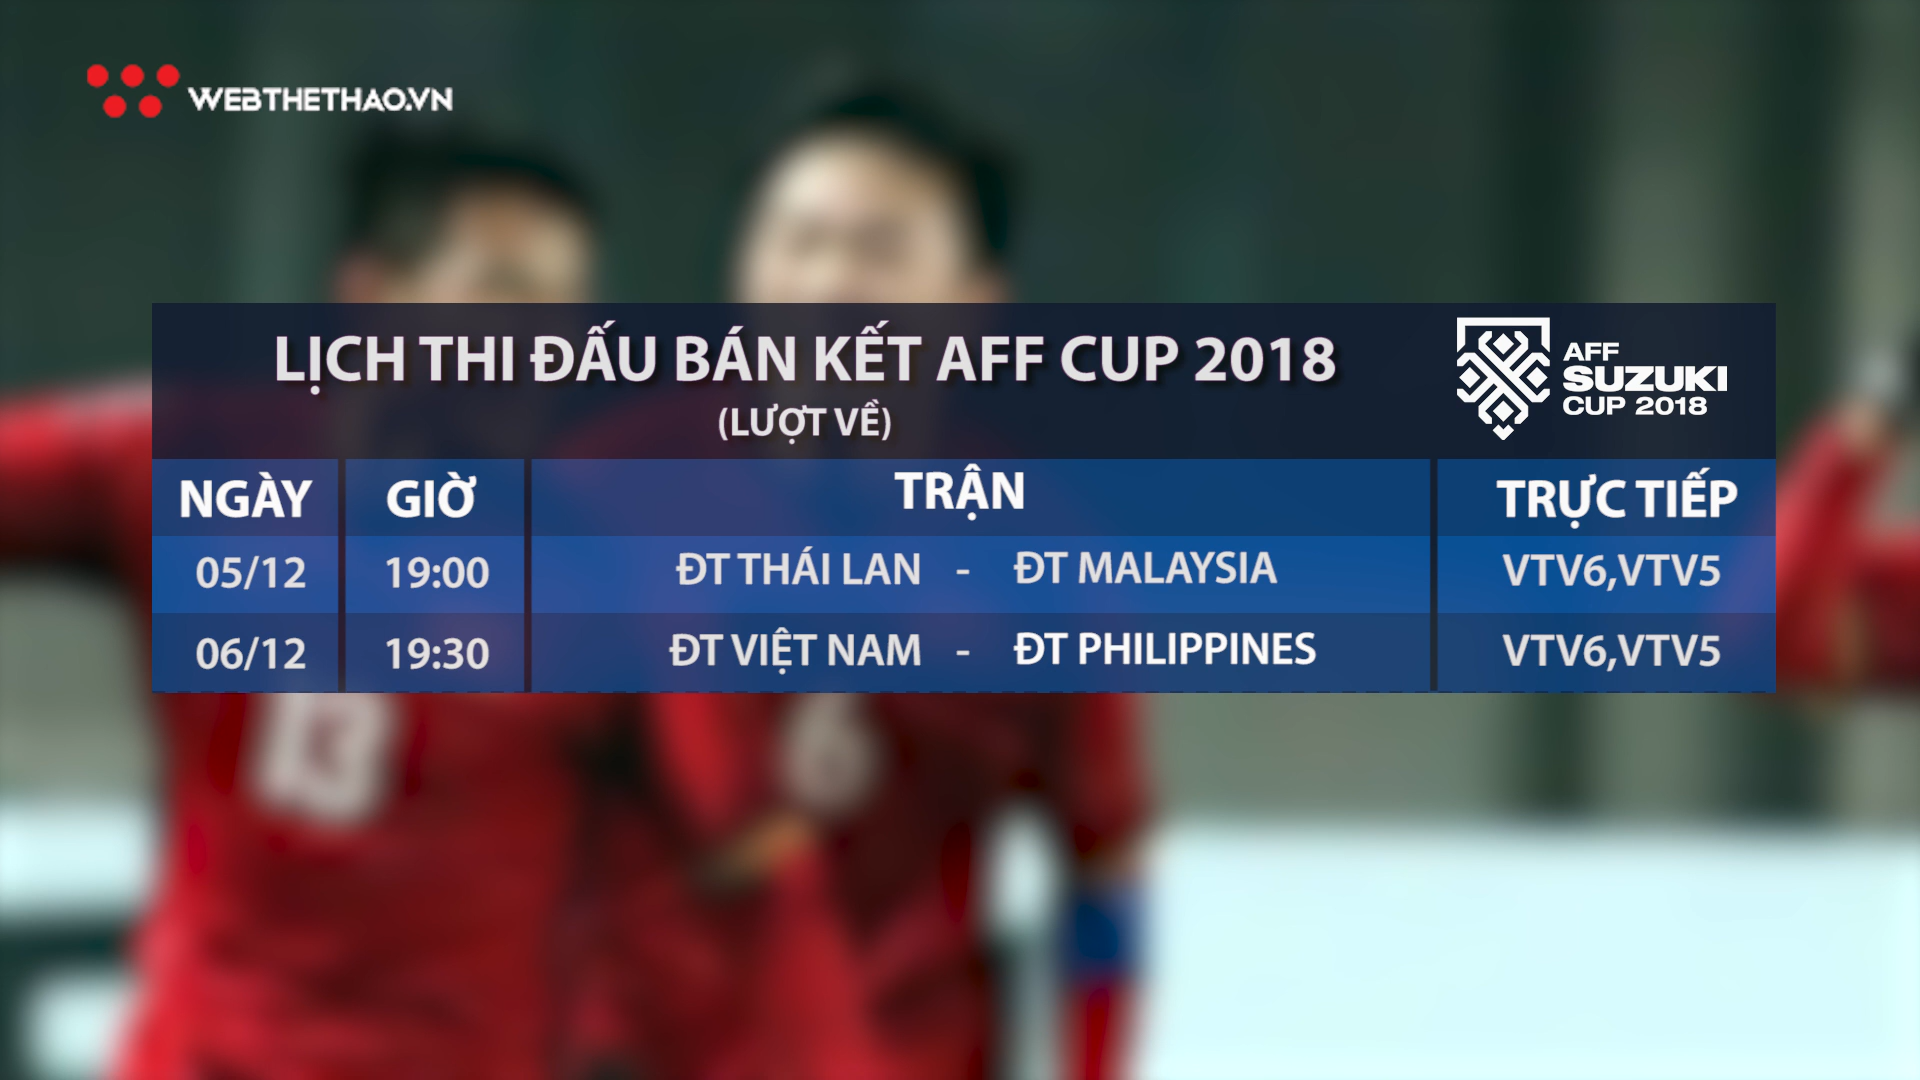 WEBTHETHAO.VN
LỊCH THI ĐẤU BÁN KẾT AFF CUP 2018
(LƯỢT VỀ)
AFF
SUZUKI
CUP 2018
NGÀY GIỜ TRẬN TRỰC TIẾP
05/12 19:00 ĐT THÁI LAN - ĐT MALAYSIA VTV6,VTV5
06/12 19:30 ĐT VIỆT NAM - ĐT PHILIPPINES VTV6,VTV5
13
6